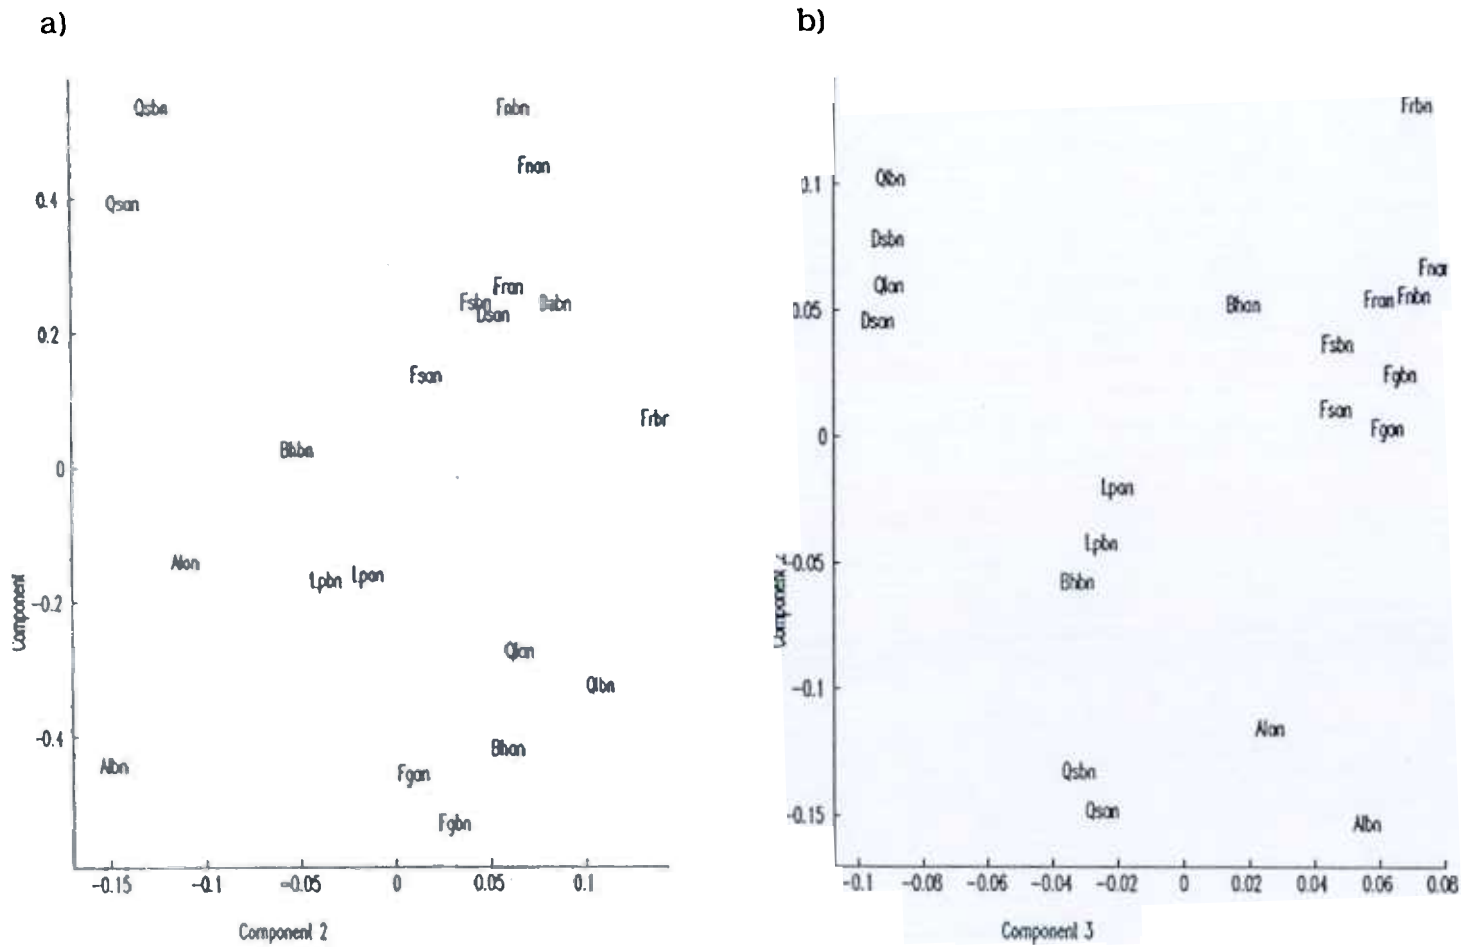 a)
Qsbn Fnbn
Fnan
0.4 Qsan
Fran
Fsbn Dsbn
Dsan
0.2
Fsan
Frbr
Bhbn
0
Alan
Lpbn Lpan
-0.2
Component
Qlan
Qlbn
-0.4
Bhan
Albn
Fgan
Fgbn
-0.15 -0.1 -0.05 0 0.05 0.1
Component 2
b)
Frbn
0.1 Qlbn
Dsbn
Fnar
Qlan
Fran Fnbn
0.05 Bhan
Dsan
Fsbn
Fgbn
Fsan
0 Fgan
Lpan
Lpbn
-0.05
Bhbn
Component
-0.1
Alan
Qsbn
Qsan
-0.15
Albn
-0.1 -0.08 -0.06 -0.04 -0.02 0 0.02 0.04 0.06 0.08
Component 3